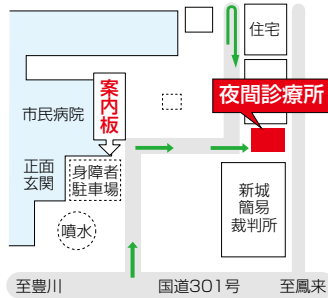 住宅
夜間診療所
案内板
市民病院
正面
玄関
身障者
駐車場
噴水
新城
簡易
裁判所
至豊川
国道301号
至鳳来